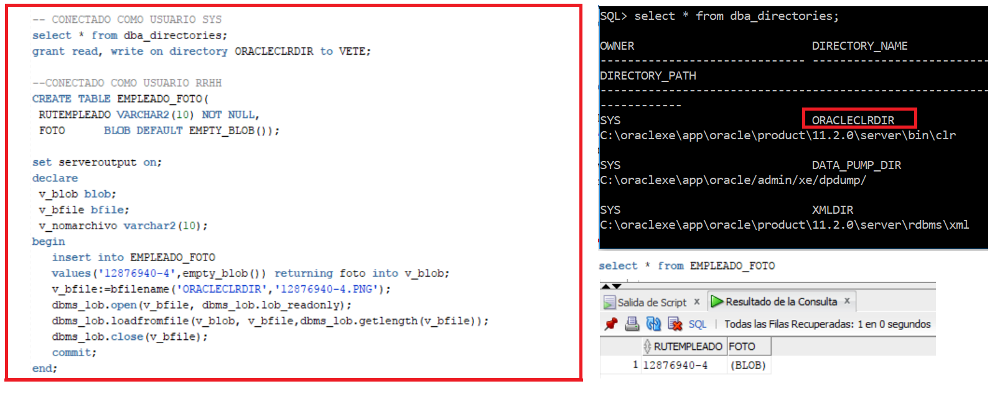 -- CONECTADO COMO USUARIO SYS
select * from dba_directories;
grant read, write on directory ORACLECLRDIR to VETE;
--CONECTADO COMO USUARIO RRHH
CREATE TABLE EMPLEADO_FOTO(
RUTEMPLEADO VARCHAR2(10) NOT NULL,
FOTO BLOB DEFAULT EMPTY_BLOB());
set serveroutput on;
declare
v_blob blob;
v_bfile bfile;
v_nomarchivo varchar2(10);
begin
insert into EMPLEADO_FOTO
values('12876940-4',empty_blob()) returning foto into v_blob;
v_bfile:=bfilename('ORACLECLRDIR','12876940-4.PNG');
dbms_lob.open(v_bfile, dbms_lob.lob_readonly);
dbms_lob.loadfromfile(v_blob, v_bfile,dbms_lob.getlength(v_bfile));
dbms_lob.close(v_bfile);
commit;
end;
SQL> select * from dba_directories;
OWNER DIRECTORY_NAME
------------------------------ --------------------------
DIRECTORY_PATH
---------------------------------------------------------
------------
SYS ORACLECLRDIR
C:\oraclexe\app\oracle\product\11.2.0\server\bin\clr
SYS DATA_PUMP_DIR
C:\oraclexe\app\oracle/admin/xe/dpdump/
SYS XMLDIR
C:\oraclexe\app\oracle\product\11.2.0\server\rdbms\xml
select * from EMPLEADO_FOTO
Salida de Script x Resultado de la Consulta x
SQL | Todas las Filas Recuperadas: 1 en 0 segundos
RUTEMPLEADO FOTO
1 12876940-4 (BLOB)